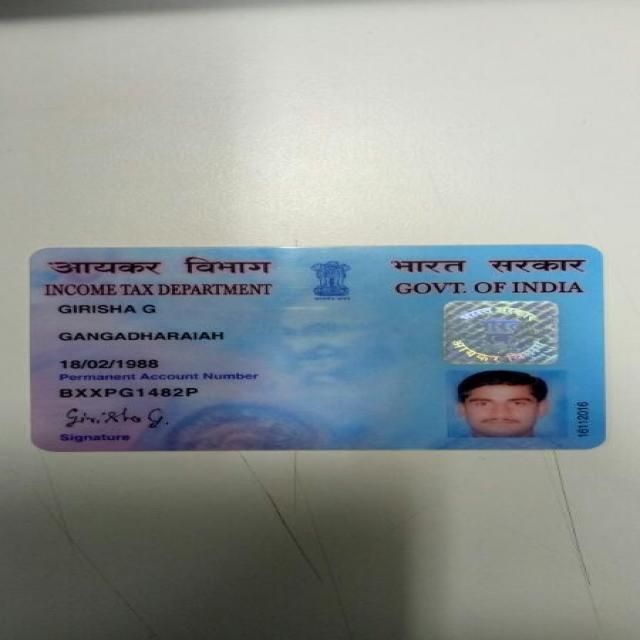 आयकर विभाग
INCOME TAX DEPARTMENT
भारत सरकार
GOVT. OF INDIA
GIRISHA G
GANGADHARAIAH
18/02/1988
Permanent Account Number
BXXPG1482P
Girisha G.
Signature
16112016